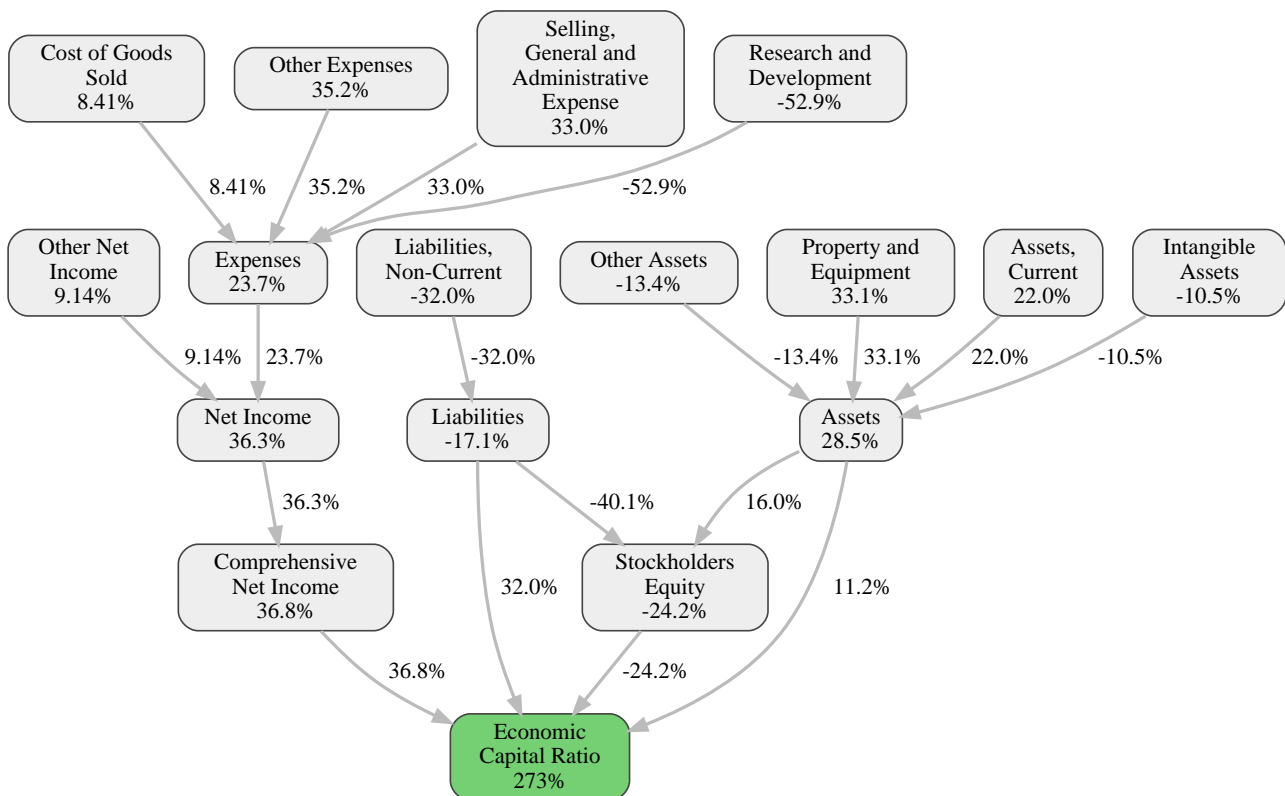 Cost of Goods
Sold
8.41%
Other Expenses
35.2%
Selling,
General and
Administrative
Expense
33.0%
Research and
Development
-52.9%
8.41%
35.2%
33.0%
-52.9%
Other Net
Income
9.14%
Expenses
23.7%
Liabilities,
Non-Current
-32.0%
Other Assets
-13.4%
Property and
Equipment
33.1%
Assets,
Current
22.0%
Intangible
Assets
-10.5%
9.14%
23.7%
-32.0%
-13.4%
33.1%
22.0%
-10.5%
Net Income
36.3%
Liabilities
-17.1%
Assets
28.5%
36.3%
-40.1%
16.0%
Comprehensive
Net Income
36.8%
32.0%
Stockholders
Equity
-24.2%
11.2%
36.8%
-24.2%
Economic
Capital Ratio
273%